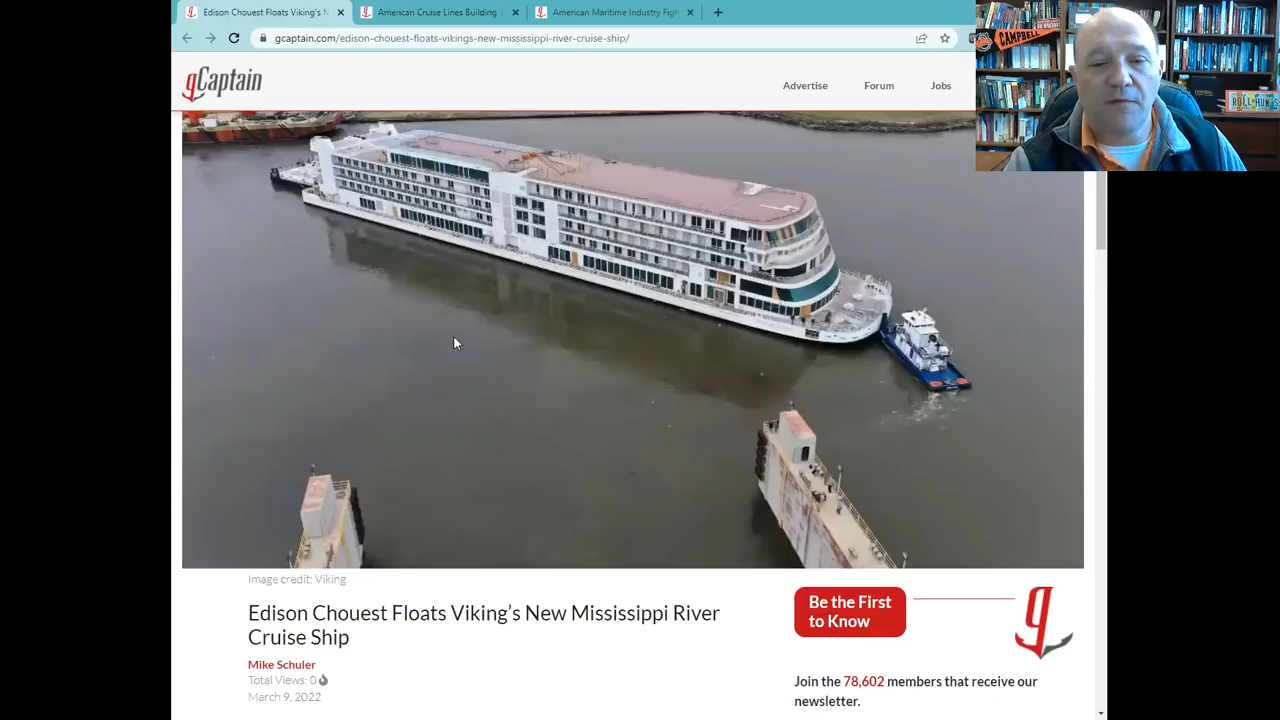 Edison Chouest Floats Viking's N
American Cruise Lines Building
American Maritime Industry Figh
gcaptain.com/edison-chouest-floats-vikings-new-mississippi-river-cruise-ship/
CAMPBELL
gCaptain
Advertise
Forum
Jobs
ROLL HUMPS
Image credit: Viking
Edison Chouest Floats Viking's New Mississippi River
Cruise Ship
Mike Schuler
Total Views: 0
March 9, 2022
Be the First
to Know
g
Join the 78,602 members that receive our
newsletter.